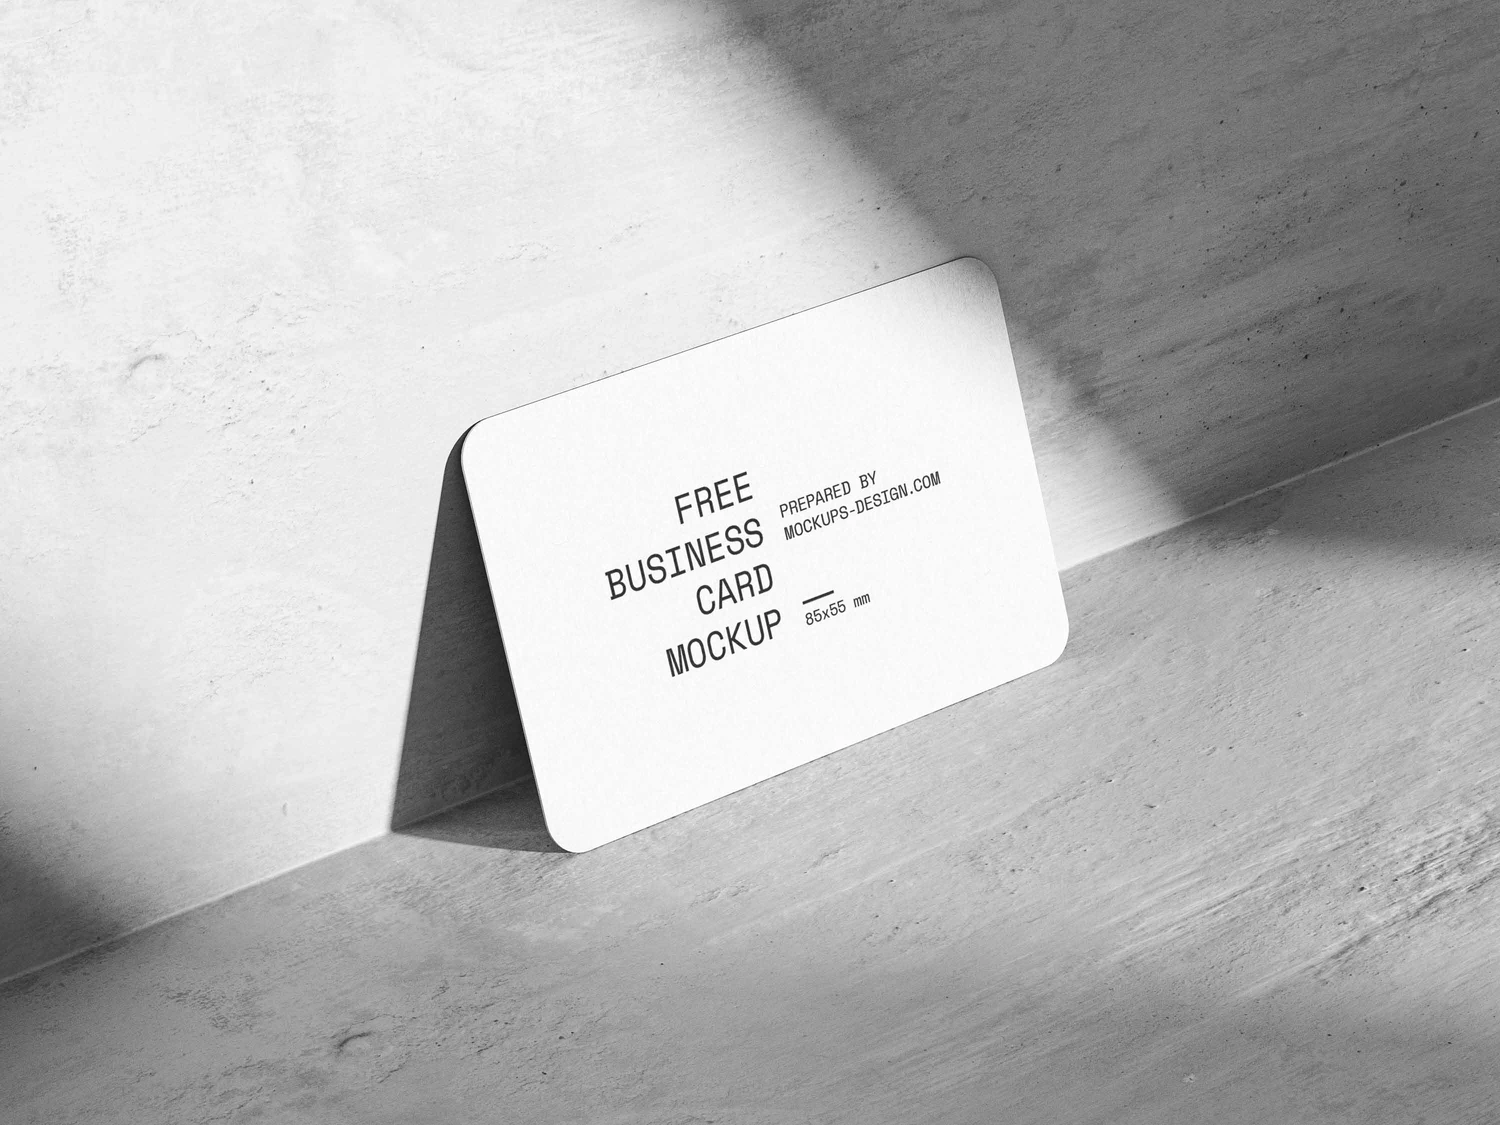 FREE
BUSINESS
CARD
MOCKUP
PREPARED BY
MOCKUPS-DESIGN.COM
85x55 mm